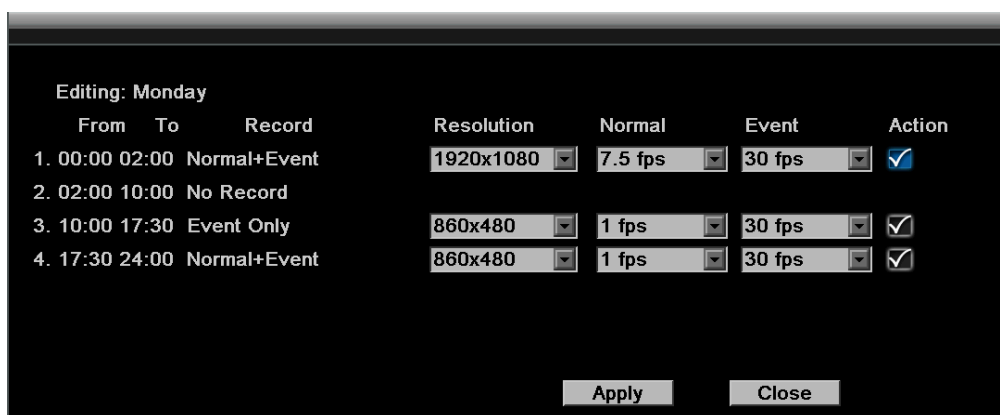 Editing: Monday
From To Record Resolution Normal Event Action
1. 00:00 02:00 Normal+Event 1920x1080 7.5 fps 30 fps
2. 02:00 10:00 No Record
3. 10:00 17:30 Event Only 860x480 1 fps 30 fps
4. 17:30 24:00 Normal+Event 860x480 1 fps 30 fps
Apply Close